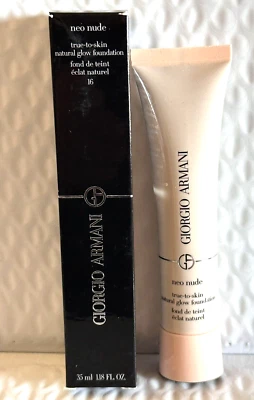 neo nude
true-to-skin
natural glow foundation
fond de teint
éclat naturel
16
GIORGIO ARMANI
35 ml 1.18 FL. OZ.
GIORGIO ARMANI
neo nude
true-to-skin
natural glow foundation
fond de teint
éclat naturel